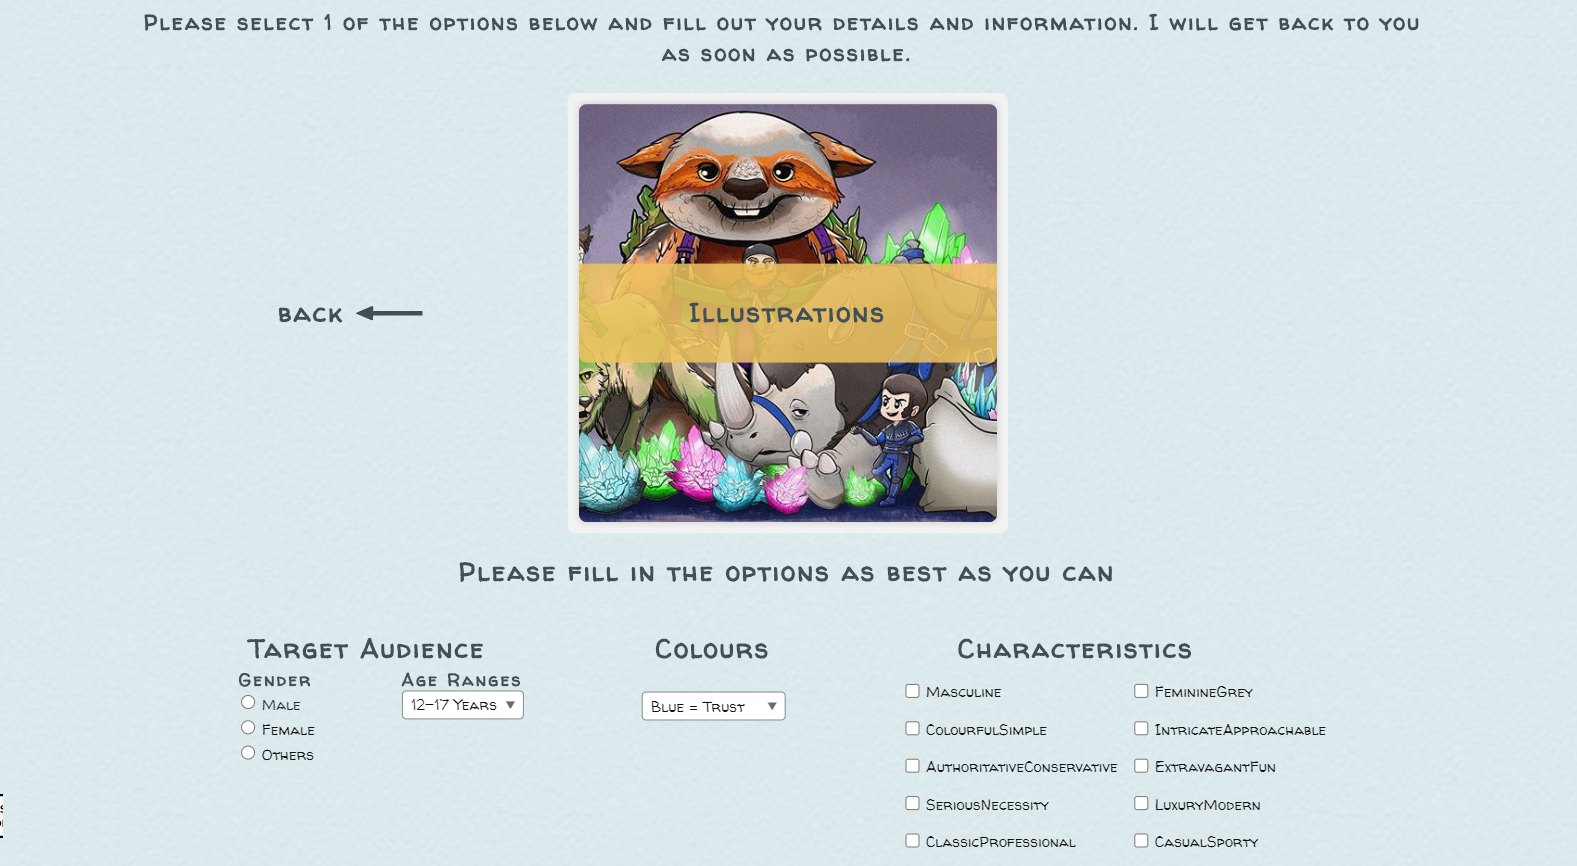 Please select 1 of the options below and fill out your details and information. I will get back to you
as soon as possible.
Illustrations
back
Please fill in the options as best as you can
Target Audience
Colours
Characteristics
Gender
Age Ranges
Male
Female
Others
12-17 Years
Blue = Trust
Masculine
FeminineGrey
ColourfulSimple
IntricateApproachable
AuthoritativeConservative
ExtravagantFun
SeriousNecessity
LuxuryModern
ClassicProfessional
CasualSporty